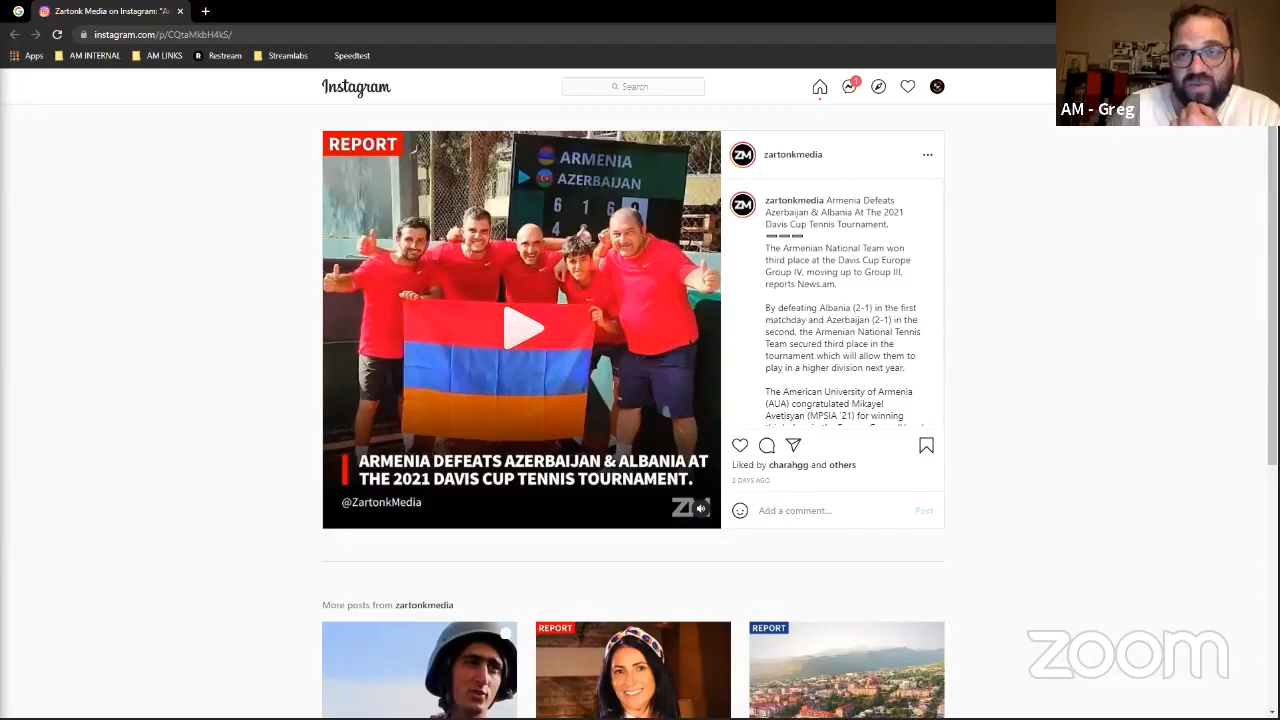 Zartonk Media on Instagram: "A
instagram.com/p/CQtaMkbH4kS/
Apps
AM INTERNAL
AM LINKS
Restream
Streamlabs
Speedtest
AM - Greg
Instagram
Search
1
REPORT
ARMENIA
AZERBAIJAN
6 1 6
4
ARMENIA DEFEATS AZERBAIJAN & ALBANIA AT
THE 2021 DAVIS CUP TENNIS TOURNAMENT.
@ZartonkMedia
ZM
zartonkmedia
ZM
zartonkmedia Armenia Defeats
Azerbaijan & Albania At The 2021
Davis Cup Tennis Tournament.
The Armenian National Team won
third place at the Davis Cup Europe
Group IV, moving up to Group III,
reports News.am.
By defeating Albania (2-1) in the first
matchday and Azerbaijan (2-1) in the
second, the Armenian National Tennis
Team secured third place in the
tournament which will allow them to
play in a higher division next year.
The American University of Armenia
(AUA) congratulated Mikayel
Avetisyan (MPSIA '21) for winning
Liked by charahgg and others
2 DAYS AGO
Add a comment...
Post
More posts from zartonkmedia
REPORT
REPORT
zoom